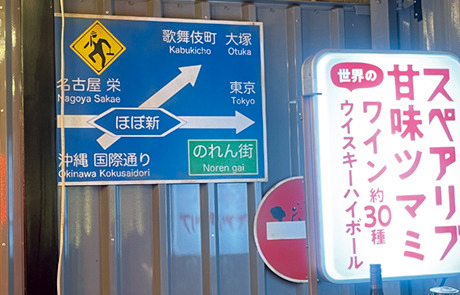 歌舞伎町 大塚
Kabukicho Otuka
名古屋 栄
Nagoya Sakae
東京
Tokyo
ほぼ新
沖縄 国際通り
Okinawa Kokusaidori
のれん街
Noren gai
スペアリブ
甘味ツマミ
世界の
ワイン約30種
ウイスキーハイボール